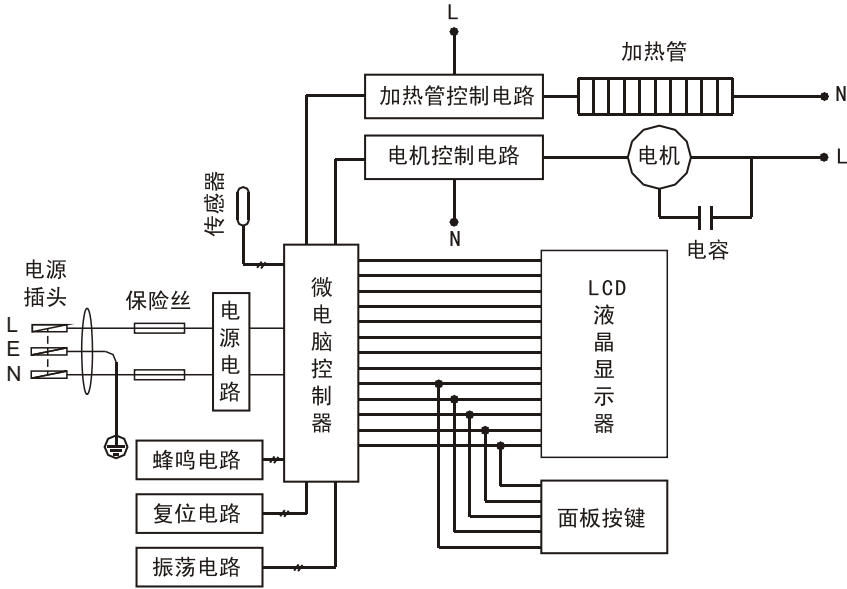 L
加热管
加热管控制电路
N
电机控制电路
电机
L
N
电容
传感器
电源
插头
保险丝
L
E
N
电源电路
微电脑控制器
LCD
液晶显示器
蜂鸣电路
复位电路
振荡电路
面板按键